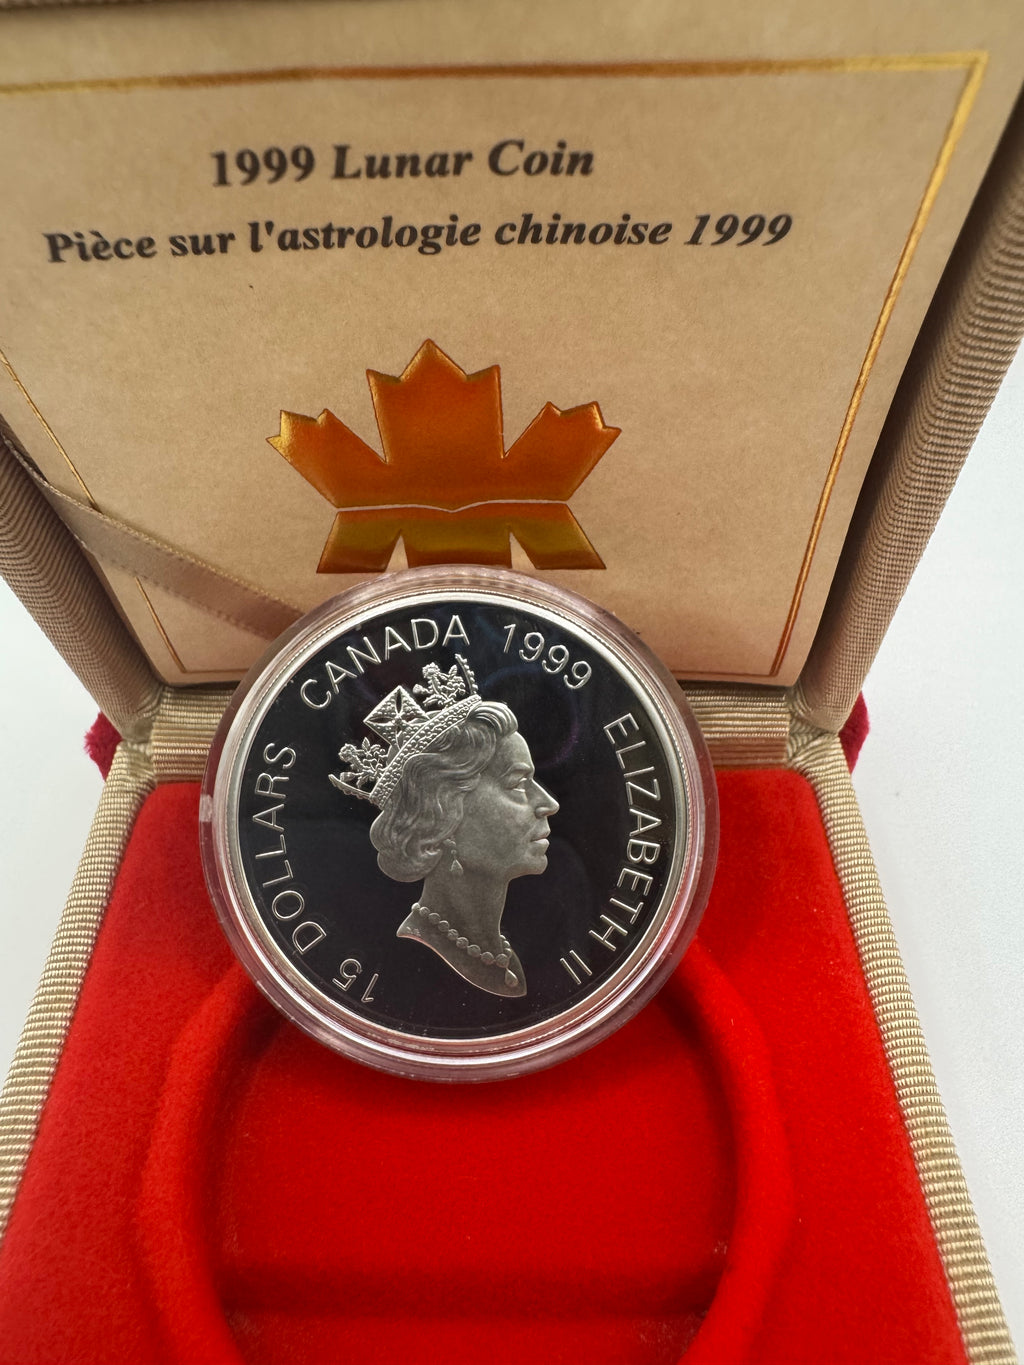 1999 Lunar Coin
Pièce sur l'astrologie chinoise 1999
15 DOLLARS CANADA 1999 ELIZABETH II